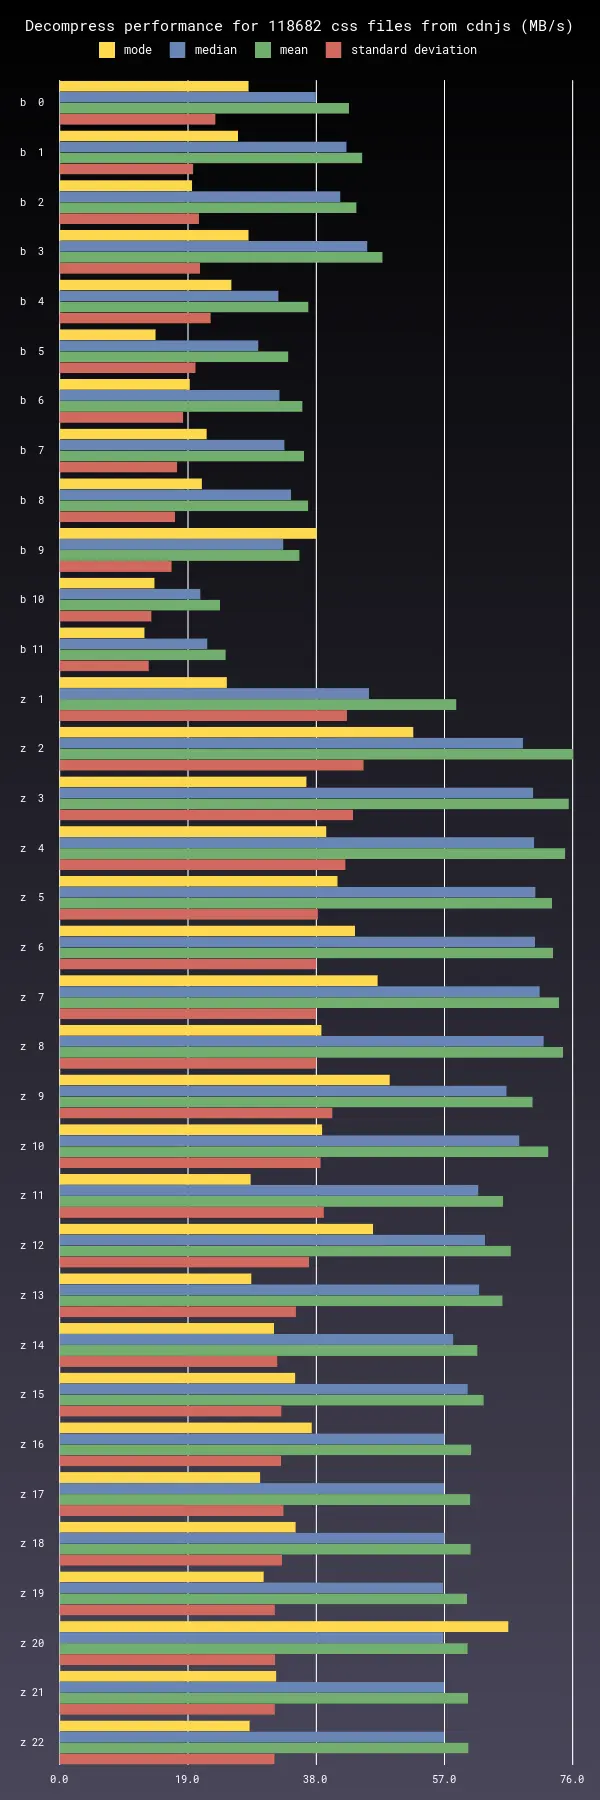 Decompress performance for 118682 css files from cdnjs (MB/s)
mode median mean standard deviation
b 0
b 1
b 2
b 3
b 4
b 5
b 6
b 7
b 8
b 9
b 10
b 11
z 1
z 2
z 3
z 4
z 5
z 6
z 7
z 8
z 9
z 10
z 11
z 12
z 13
z 14
z 15
z 16
z 17
z 18
z 19
z 20
z 21
z 22
0.0 19.0 38.0 57.0 76.0